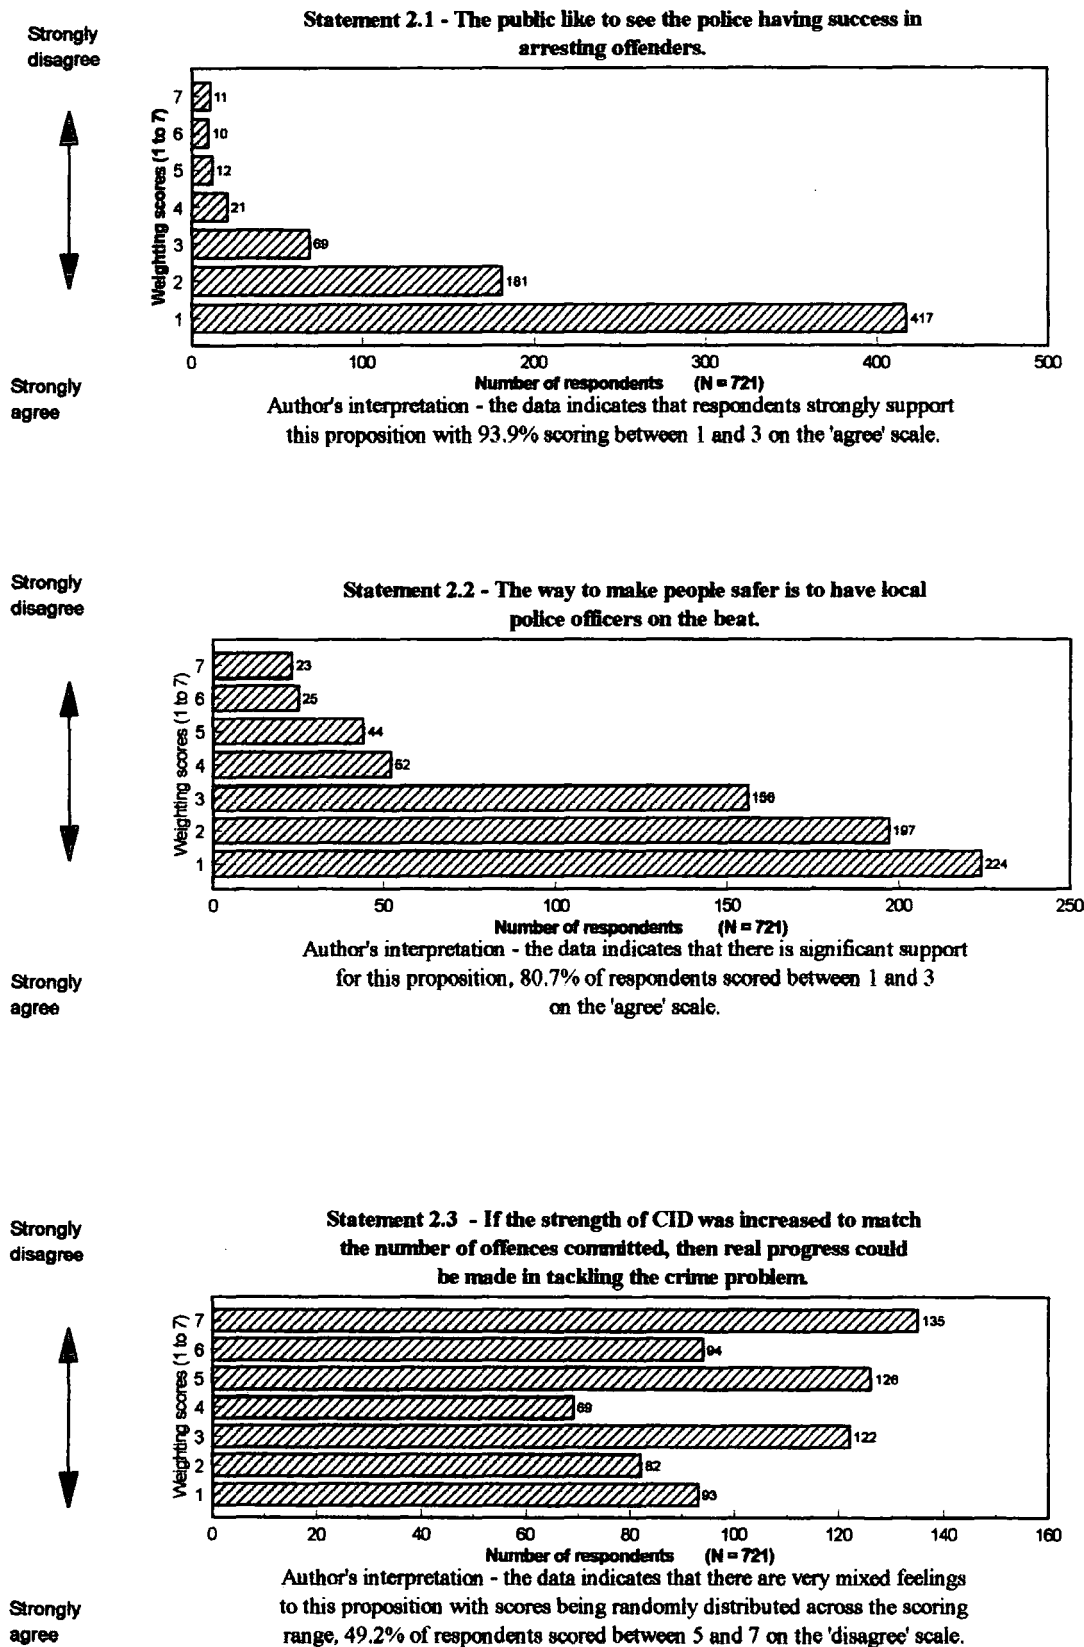 Strongly
disagree
Statement 2.1 - The public like to see the police having success in
arresting offenders.
Weighting scores (1 to 7)
7 11
6 10
5 12
4 21
3 69
2 181
1 417
0 100 200 300 400 500
Number of respondents (N = 721)
Strongly
agree
Author's interpretation - the data indicates that respondents strongly support
this proposition with 93.9% scoring between 1 and 3 on the 'agree' scale.
Strongly
disagree
Statement 2.2 - The way to make people safer is to have local
police officers on the beat.
Weighting scores (1 to 7)
7 23
6 25
5 44
4 52
3 156
2 197
1 224
0 50 100 150 200 250
Number of respondents (N = 721)
Strongly
agree
Author's interpretation - the data indicates that there is significant support
for this proposition, 80.7% of respondents scored between 1 and 3
on the 'agree' scale.
Strongly
disagree
Statement 2.3 - If the strength of CID was increased to match
the number of offences committed, then real progress could
be made in tackling the crime problem.
Weighting scores (1 to 7)
7 135
6 94
5 126
4 69
3 122
2 82
1 93
0 20 40 60 80 100 120 140 160
Number of respondents (N = 721)
Strongly
agree
Author's interpretation - the data indicates that there are very mixed feelings
to this proposition with scores being randomly distributed across the scoring
range, 49.2% of respondents scored between 5 and 7 on the 'disagree' scale.